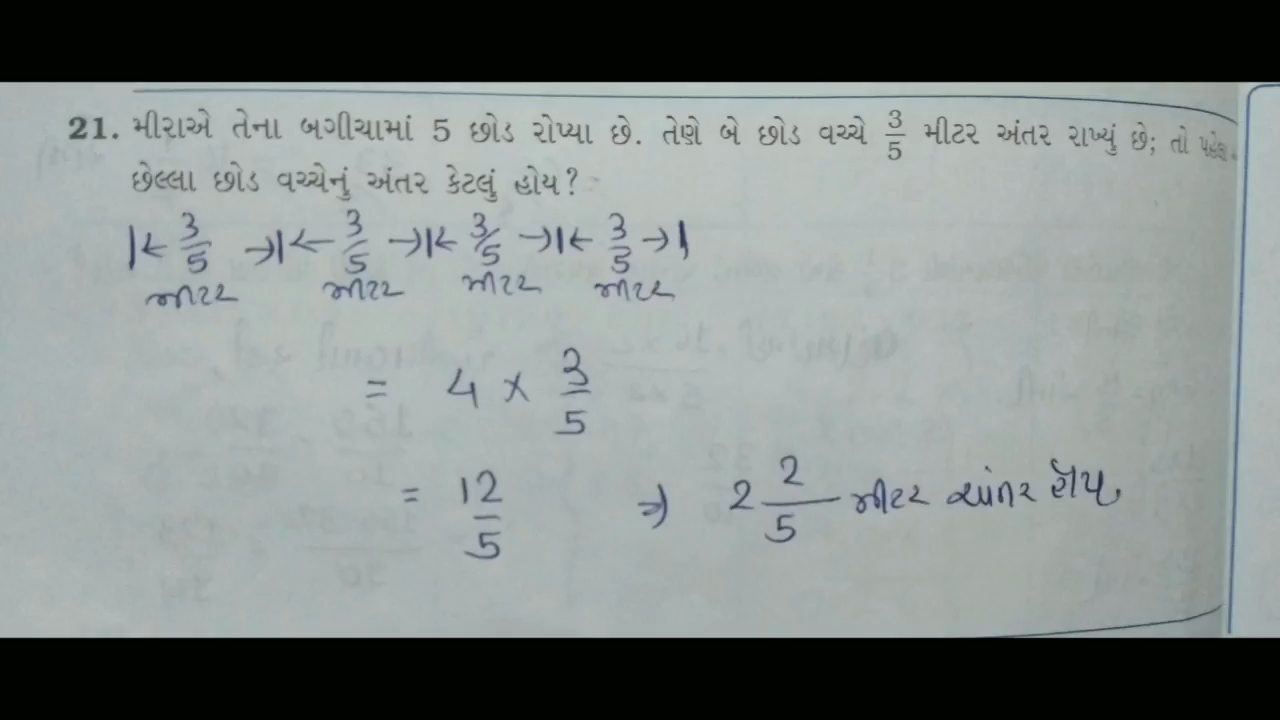 21. મીરાએ તેના બગીચામાં 5 છોડ રોપ્યા છે. તેણે બે છોડ વચ્ચે 3/5 મીટર અંતર રાખ્યું છે; તો
છેલ્લા છોડ વચ્ચેનું અંતર કેટલું હોય?
|← 3/5 →|← 3/5 →|← 3/5 →|← 3/5 →|
મીટર મીટર મીટર મીટર
= 4 × 3/5
= 12/5 ⇒ 2 2/5 મીટર અંતર હોય.